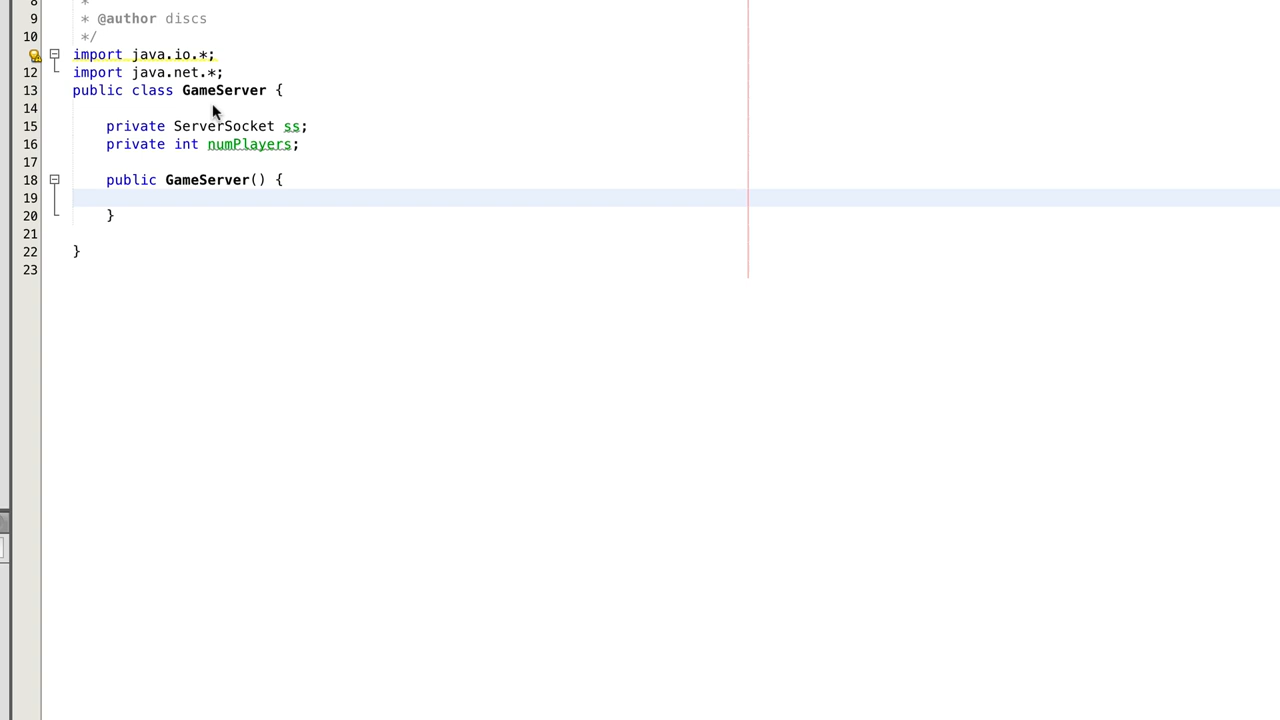 8 *
9 * @author discs
10 */
import java.io.*;
12 import java.net.*;
13 public class GameServer {
14
15 private ServerSocket ss;
16 private int numPlayers;
17
18 public GameServer() {
19
20 }
21
22 }
23